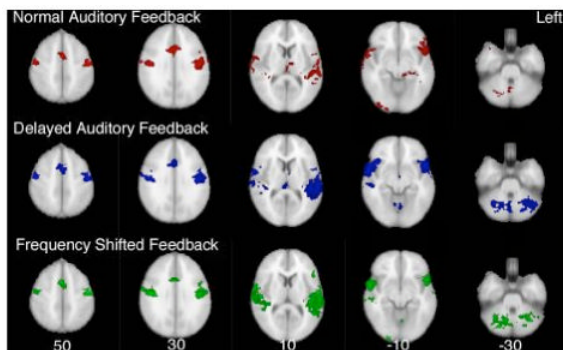 Normal Auditory Feedback Left
Delayed Auditory Feedback
Frequency Shifted Feedback
50 30 10 -10 -30